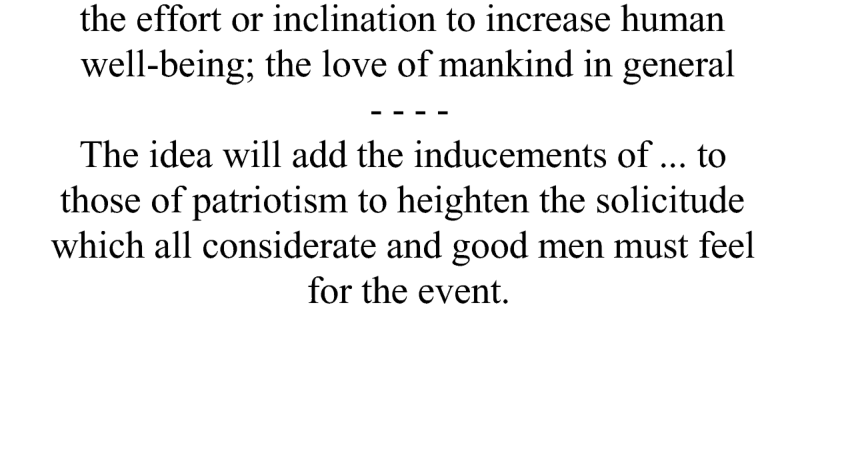 the effort or inclination to increase human
well-being; the love of mankind in general
- - - -
The idea will add the inducements of ... to
those of patriotism to heighten the solicitude
which all considerate and good men must feel
for the event.